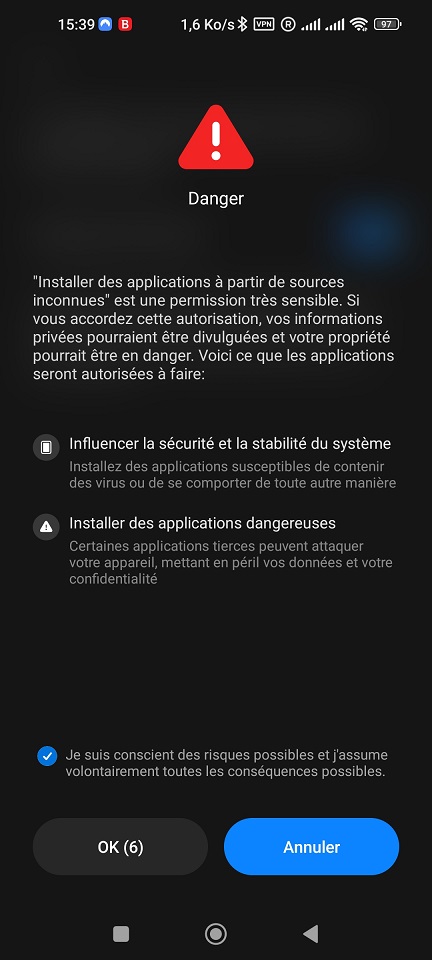 15:39 B 1,6 Ko/s VPN R 97
Danger
"Installer des applications à partir de sources
inconnues" est une permission très sensible. Si
vous accordez cette autorisation, vos informations
privées pourraient être divulguées et votre propriété
pourrait être en danger. Voici ce que les applications
seront autorisées à faire:
Influencer la sécurité et la stabilité du système
Installez des applications susceptibles de contenir
des virus ou de se comporter de toute autre manière
Installer des applications dangereuses
Certaines applications tierces peuvent attaquer
votre appareil, mettant en péril vos données et votre
confidentialité
Je suis conscient des risques possibles et j'assume
volontairement toutes les conséquences possibles.
OK (6)
Annuler